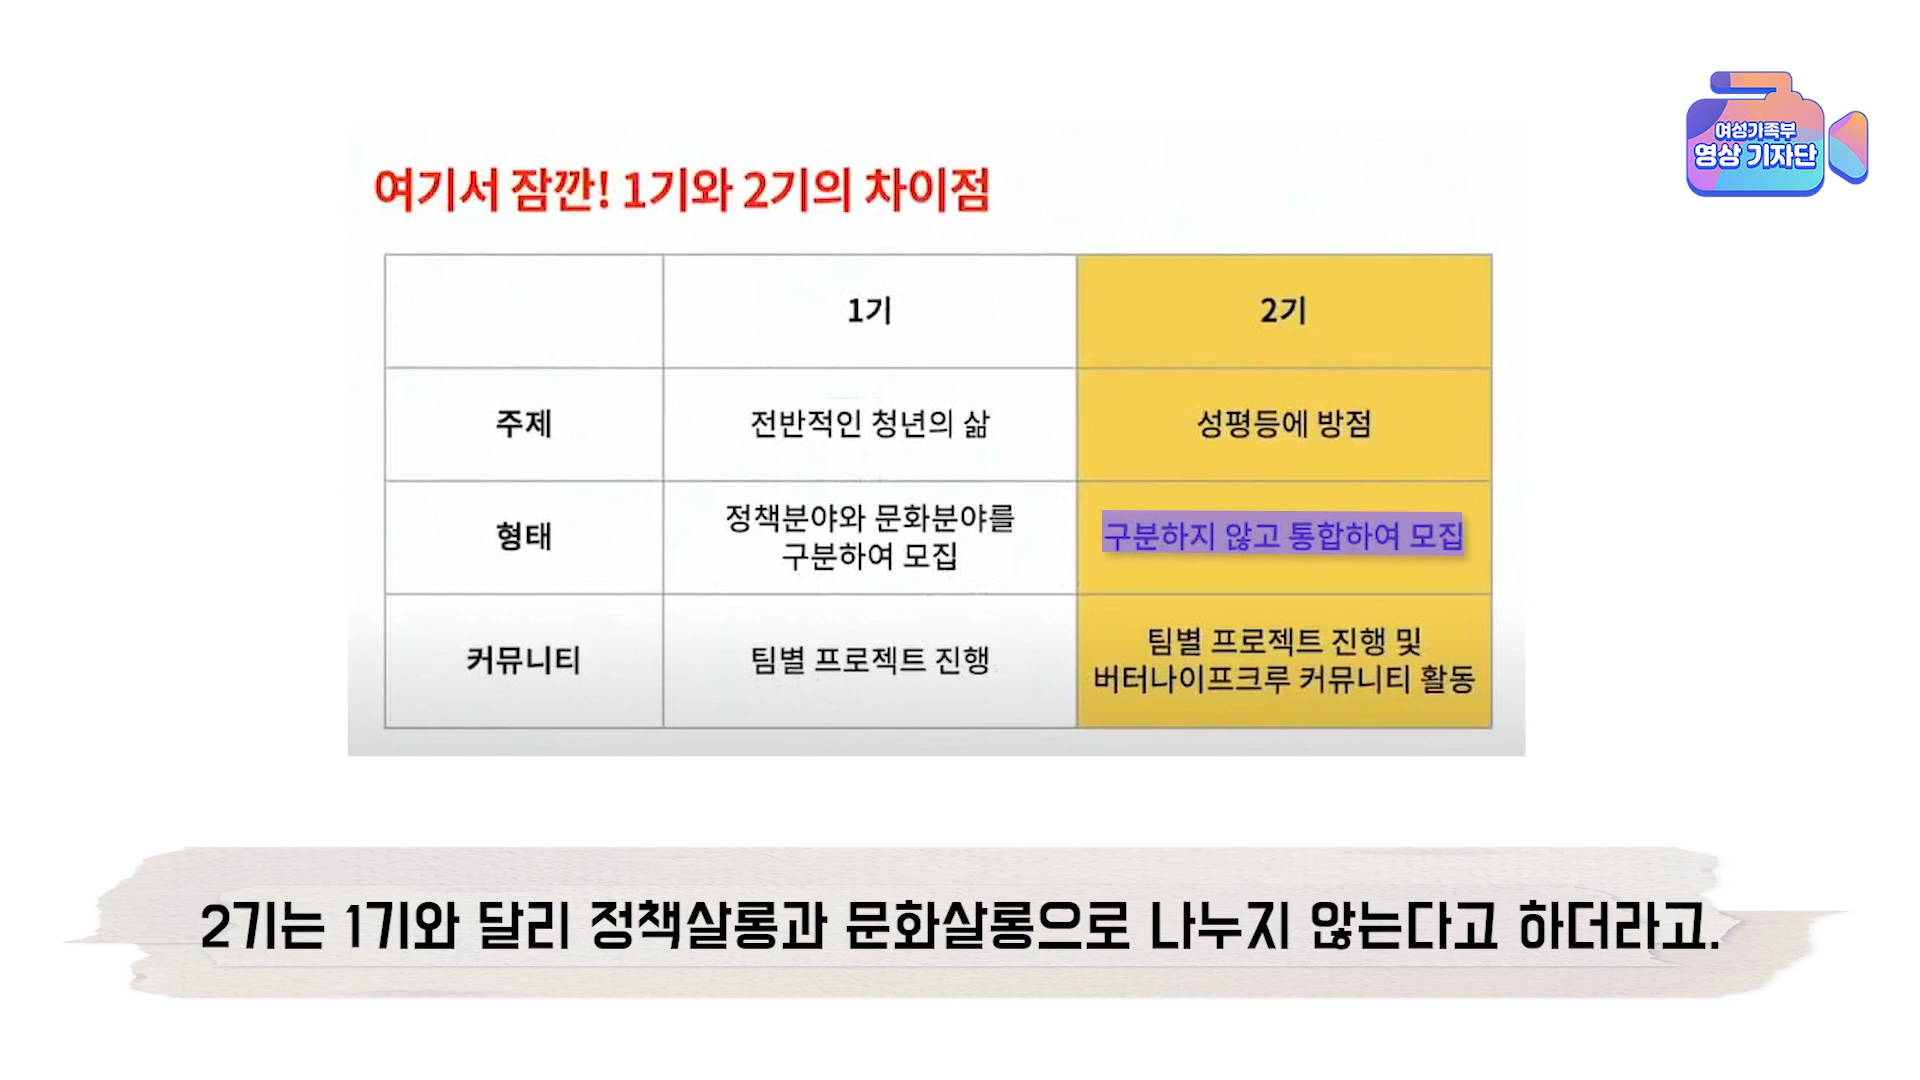 여성가족부
영상 기자단
여기서 잠깐! 1기와 2기의 차이점
1기
2기
주제
전반적인 청년의 삶
성평등에 방점
형태
정책분야와 문화분야를
구분하여 모집
구분하지 않고 통합하여 모집
커뮤니티
팀별 프로젝트 진행
팀별 프로젝트 진행 및
버터나이프크루 커뮤니티 활동
2기는 1기와 달리 정책살롱과 문화살롱으로 나누지 않는다고 하더라고.